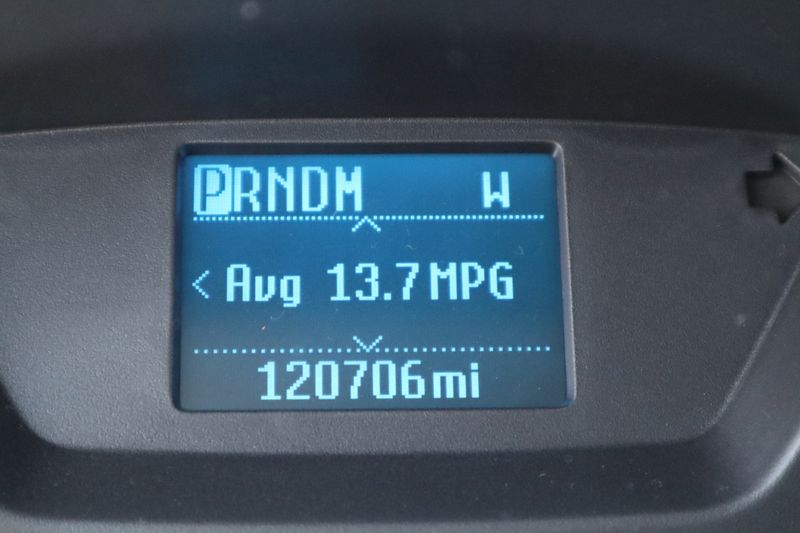 PRNDM W
< Avg 13.7 MPG
120706mi